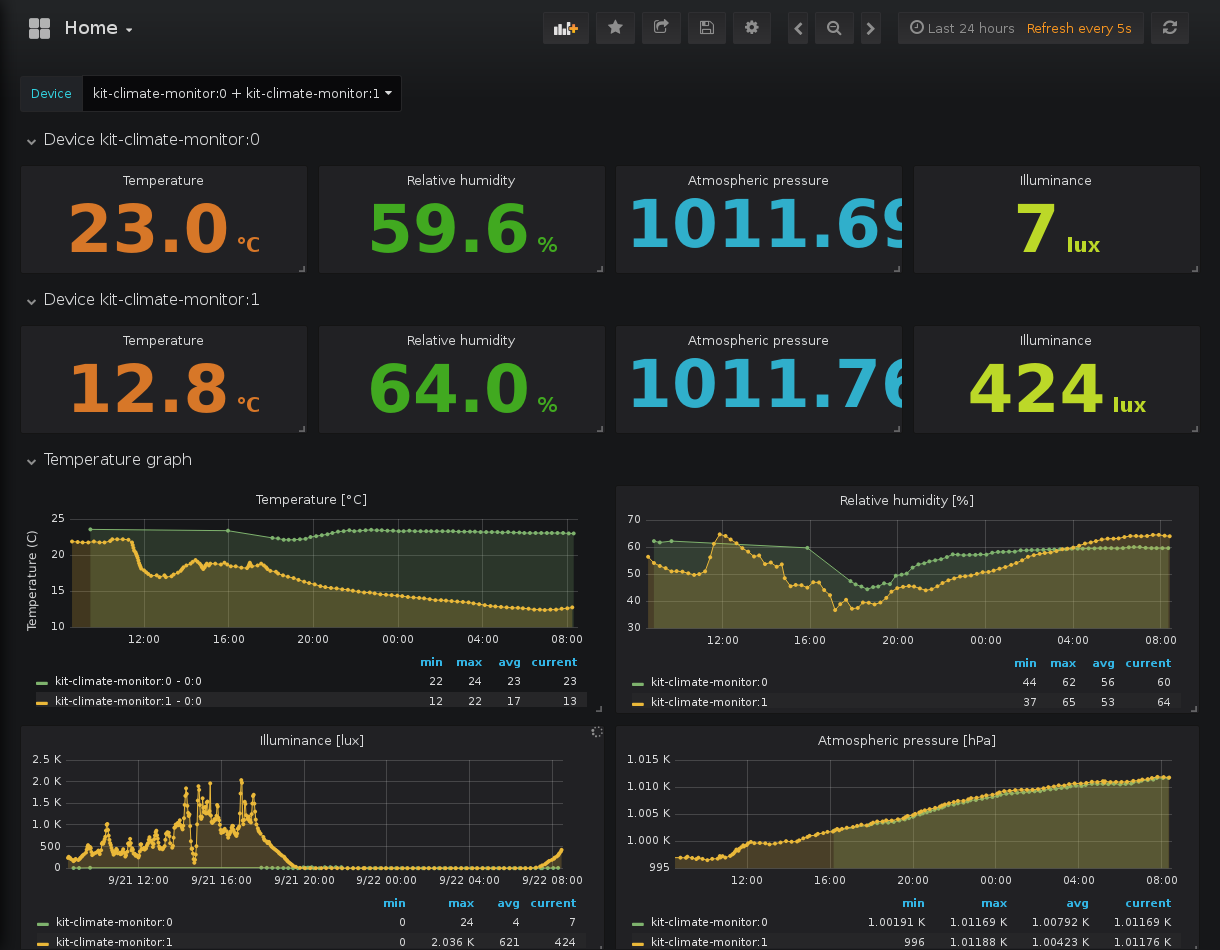 Home
Last 24 hours Refresh every 5s
Device kit-climate-monitor:0 + kit-climate-monitor:1
Device kit-climate-monitor:0
Temperature Relative humidity Atmospheric pressure Illuminance
23.0 °C 59.6 % 1011.69 7 lux
Device kit-climate-monitor:1
Temperature Relative humidity Atmospheric pressure Illuminance
12.8 °C 64.0 % 1011.76 424 lux
Temperature graph
Temperature [°C]
Temperature (C)
25
20
15
10
12:00 16:00 20:00 00:00 04:00 08:00
min max avg current
kit-climate-monitor:0 - 0:0 22 24 23 23
kit-climate-monitor:1 - 0:0 12 22 17 13
Relative humidity [%]
70
60
50
40
30
12:00 16:00 20:00 00:00 04:00 08:00
min max avg current
kit-climate-monitor:0 44 62 56 60
kit-climate-monitor:1 37 65 53 64
Illuminance [lux]
2.5 K
2.0 K
1.5 K
1.0 K
500
0
9/21 12:00 9/21 16:00 9/21 20:00 9/22 00:00 9/22 04:00 9/22 08:00
min max avg current
kit-climate-monitor:0 0 24 4 7
kit-climate-monitor:1 0 2.036 K 621 424
Atmospheric pressure [hPa]
1.015 K
1.010 K
1.005 K
1.000 K
995
12:00 16:00 20:00 00:00 04:00 08:00
min max avg current
kit-climate-monitor:0 1.00191 K 1.01169 K 1.00792 K 1.01169 K
kit-climate-monitor:1 996 1.01188 K 1.00423 K 1.01176 K